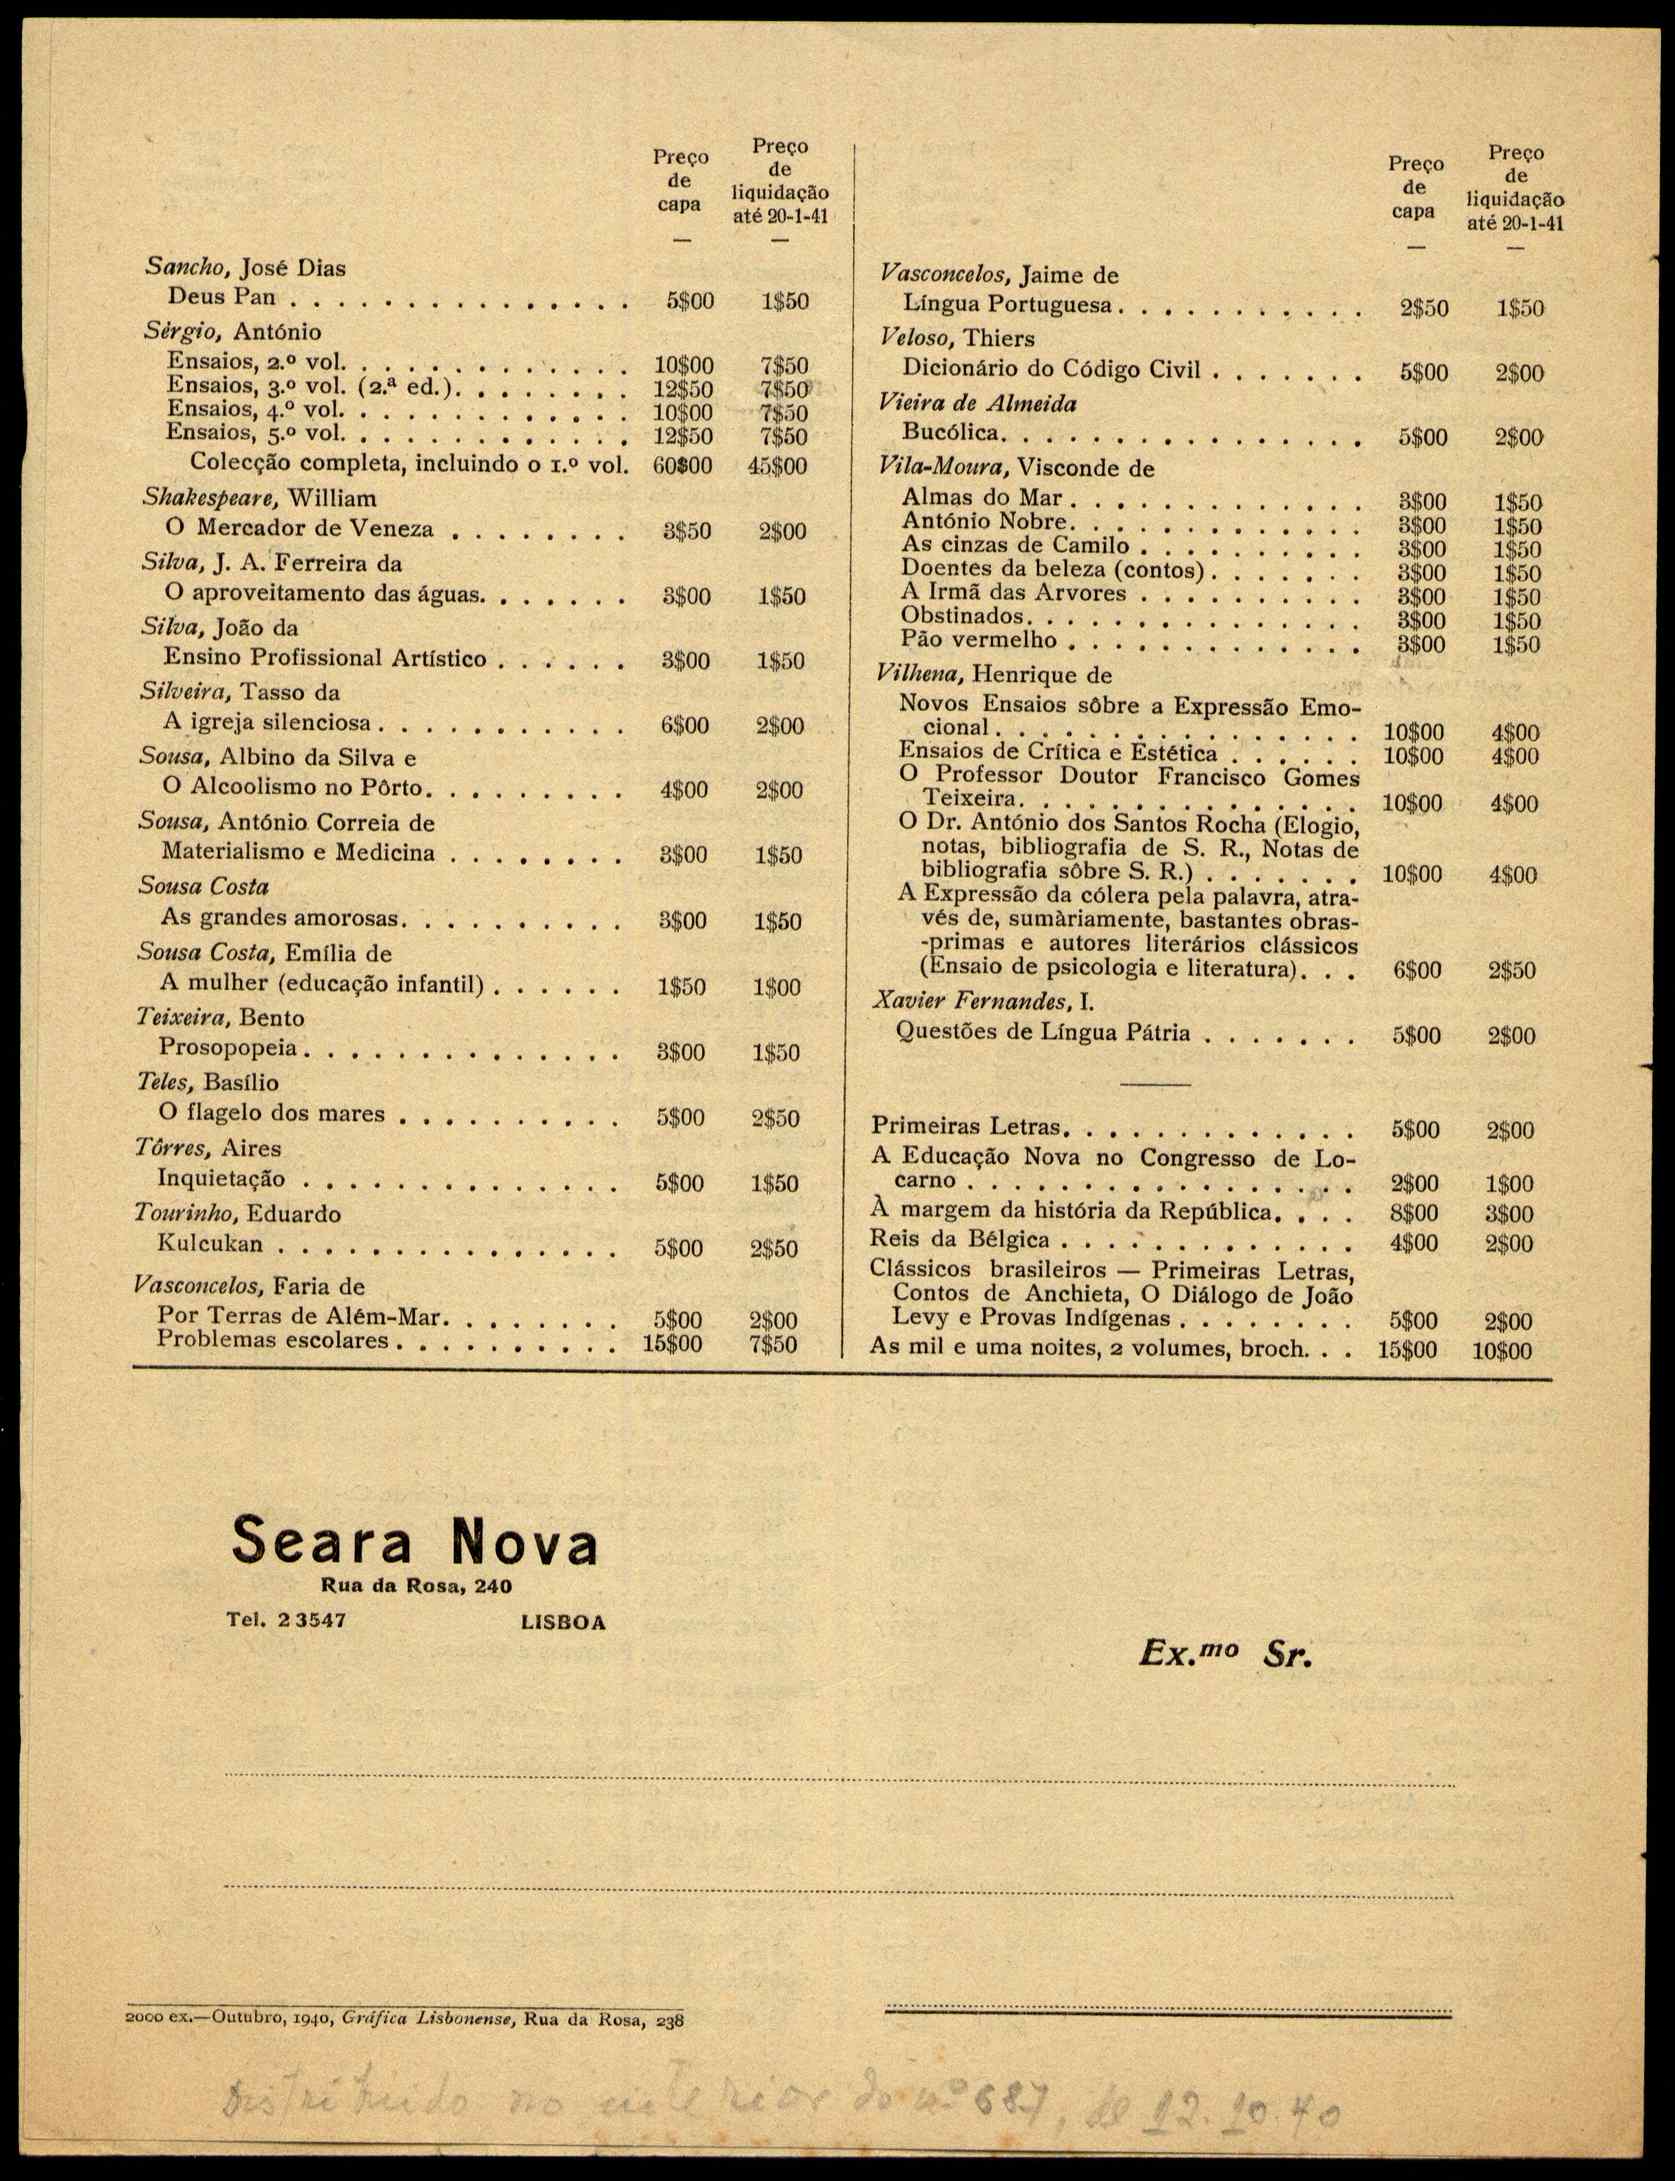 Preço de capa
Preço de liquidação até 20-1-41
Sancho, José Dias
Deus Pan . . . . . . . . . . . . . . . 5$00 1$50
Sérgio, António
Ensaios, 2.º vol. . . . . . . . . . . . . 10$00 7$50
Ensaios, 3.º vol. (2.ª ed.). . . . . . . . 12$50 7$50
Ensaios, 4.º vol. . . . . . . . . . . . . 10$00 7$50
Ensaios, 5.º vol. . . . . . . . . . . . . 12$50 7$50
Colecção completa, incluindo o 1.º vol. 60$00 45$00
Shakespeare, William
O Mercador de Veneza . . . . . . . . 3$50 2$00
Silva, J. A. Ferreira da
O aproveitamento das águas. . . . . . . 3$00 1$50
Silva, João da
Ensino Profissional Artístico . . . . . . 3$00 1$50
Silveira, Tasso da
A igreja silenciosa . . . . . . . . . . . 6$00 2$00
Sousa, Albino da Silva e
O Alcoolismo no Pôrto. . . . . . . . . 4$00 2$00
Sousa, António Correia de
Materialismo e Medicina . . . . . . . . 3$00 1$50
Sousa Costa
As grandes amorosas. . . . . . . . . . 3$00 1$50
Sousa Costa, Emília de
A mulher (educação infantil) . . . . . . 1$50 1$00
Teixeira, Bento
Prosopopeia . . . . . . . . . . . . . . 3$00 1$50
Teles, Basílio
O flagelo dos mares . . . . . . . . . . 5$00 2$50
Tôrres, Aires
Inquietação . . . . . . . . . . . . . . 5$00 1$50
Tourinho, Eduardo
Kulcukan . . . . . . . . . . . . . . . 5$00 2$50
Vasconcelos, Faria de
Por Terras de Além-Mar. . . . . . . . 5$00 2$00
Problemas escolares . . . . . . . . . . 15$00 7$50
Preço de capa
Preço de liquidação até 20-1-41
Vasconcelos, Jaime de
Língua Portuguesa . . . . . . . . . . . 2$50 1$50
Veloso, Thiers
Dicionário do Código Civil . . . . . . . 5$00 2$00
Vieira de Almeida
Bucólica. . . . . . . . . . . . . . . . 5$00 2$00
Vila-Moura, Visconde de
Almas do Mar . . . . . . . . . . . . . 3$00 1$50
António Nobre. . . . . . . . . . . . . 3$00 1$50
As cinzas de Camilo . . . . . . . . . . 3$00 1$50
Doentes da beleza (contos) . . . . . . . 3$00 1$50
A Irmã das Arvores . . . . . . . . . . 3$00 1$50
Obstinados. . . . . . . . . . . . . . . 3$00 1$50
Pão vermelho . . . . . . . . . . . . . 3$00 1$50
Vilhena, Henrique de
Novos Ensaios sôbre a Expressão Emo-
cional . . . . . . . . . . . . . . . . 10$00 4$00
Ensaios de Crítica e Estética . . . . . . 10$00 4$00
O Professor Doutor Francisco Gomes
Teixeira. . . . . . . . . . . . . . . 10$00 4$00
O Dr. António dos Santos Rocha (Elogio,
notas, bibliografia de S. R., Notas de
bibliografia sôbre S. R.) . . . . . . . 10$00 4$00
A Expressão da cólera pela palavra, atra-
vés de, sumàriamente, bastantes obras-
-primas e autores literários clássicos
(Ensaio de psicologia e literatura). . . 6$00 2$50
Xavier Fernandes, I.
Questões de Língua Pátria . . . . . . . 5$00 2$00
Primeiras Letras. . . . . . . . . . . . . 5$00 2$00
A Educação Nova no Congresso de Lo-
carno . . . . . . . . . . . . . . . . . 2$00 1$00
À margem da história da República. . . . 8$00 3$00
Reis da Bélgica . . . . . . . . . . . . . 4$00 2$00
Clássicos brasileiros — Primeiras Letras,
Contos de Anchieta, O Diálogo de João
Levy e Provas Indígenas . . . . . . . . 5$00 2$00
As mil e uma noites, 2 volumes, broch. . . 15$00 10$00
Seara Nova
Rua da Rosa, 240
Tel. 2 3547 LISBOA
Ex.mo Sr.
2000 ex.—Outubro, 1940, Gráfica Lisbonense, Rua da Rosa, 238
Distribuido no interior do nº 687, de 12.10.40